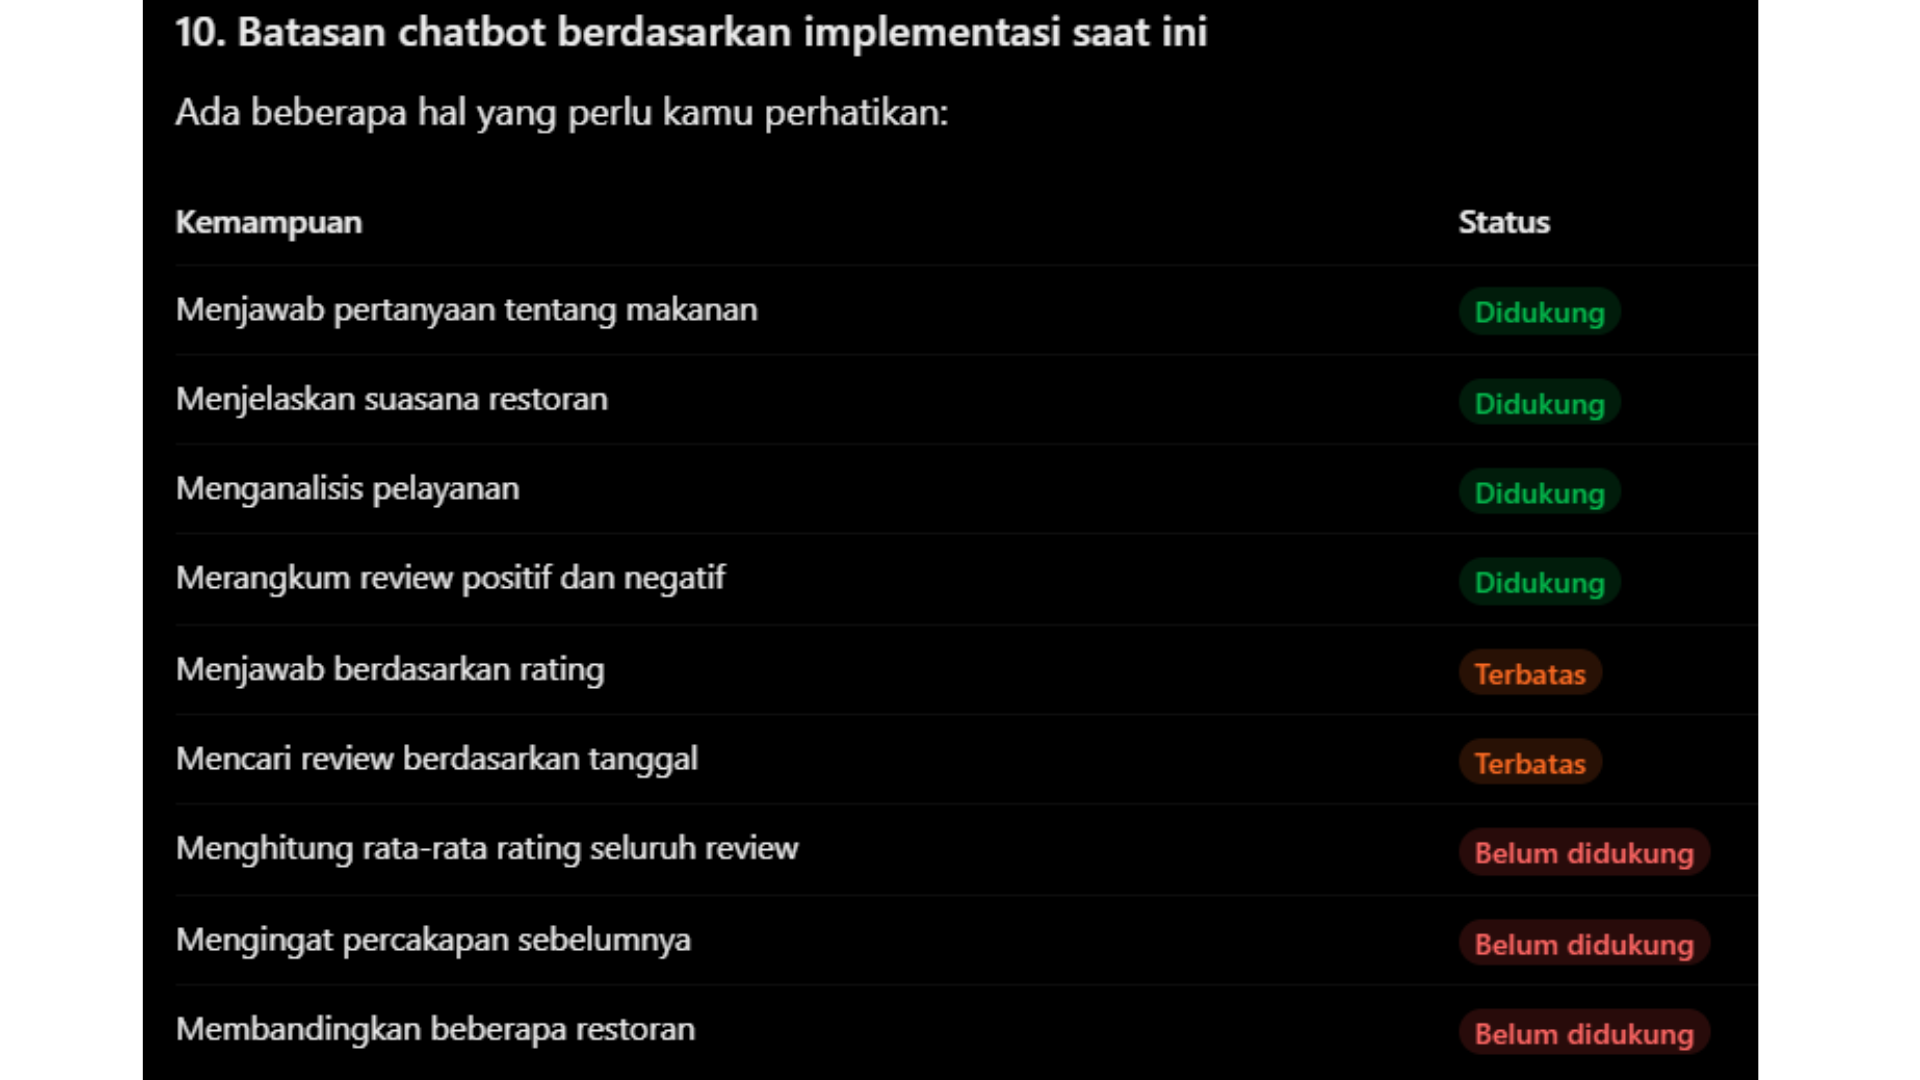 10. Batasan chatbot berdasarkan implementasi saat ini
Ada beberapa hal yang perlu kamu perhatikan:
Kemampuan Status
Menjawab pertanyaan tentang makanan Didukung
Menjelaskan suasana restoran Didukung
Menganalisis pelayanan Didukung
Merangkum review positif dan negatif Didukung
Menjawab berdasarkan rating Terbatas
Mencari review berdasarkan tanggal Terbatas
Menghitung rata-rata rating seluruh review Belum didukung
Mengingat percakapan sebelumnya Belum didukung
Membandingkan beberapa restoran Belum didukung